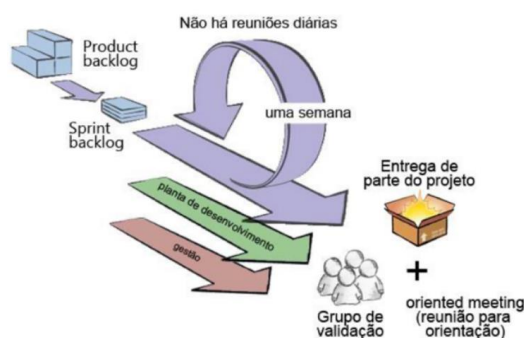 Não há reuniões diárias
Product
backlog
uma semana
Sprint
backlog
Entrega de
parte do projeto
planta de desenvolvimento
gestão
+
Grupo de
validação
oriented meeting
(reunião para
orientação)